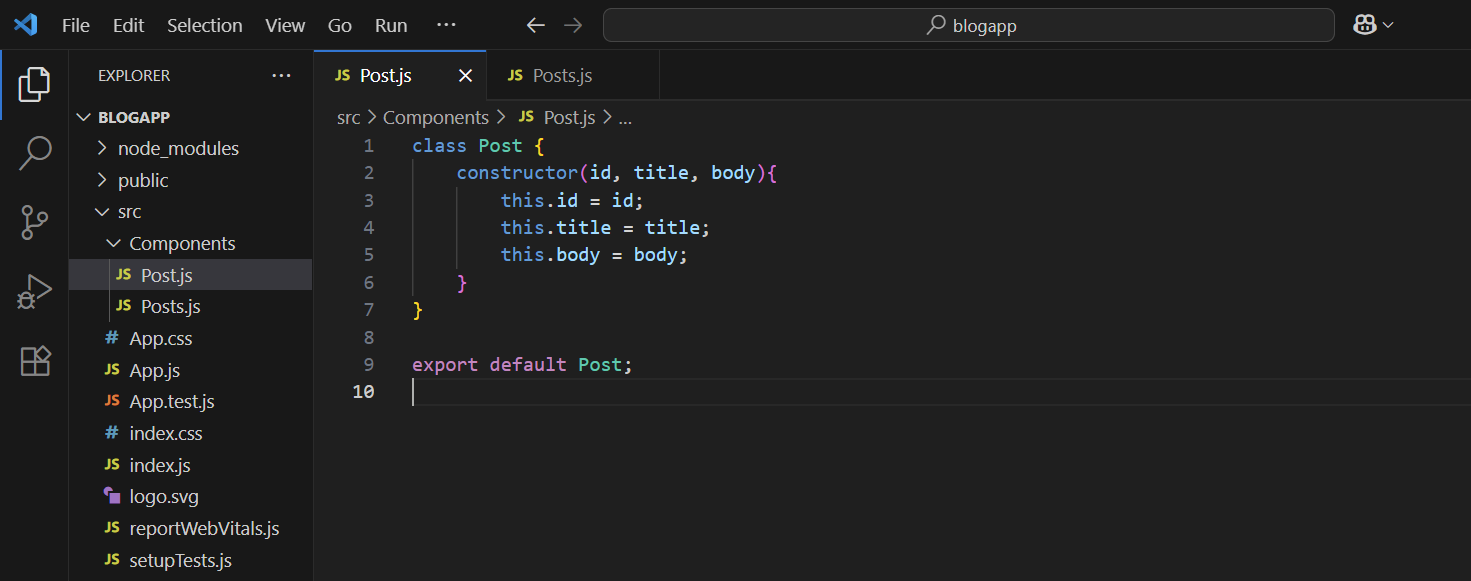 File Edit Selection View Go Run ... blogapp
EXPLORER ...
BLOGAPP
node_modules
public
src
Components
JS Post.js
JS Posts.js
# App.css
JS App.js
JS App.test.js
# index.css
JS index.js
logo.svg
JS reportWebVitals.js
JS setupTests.js
JS Post.js JS Posts.js
src > Components > JS Post.js > ...
1 class Post {
2     constructor(id, title, body){
3         this.id = id;
4         this.title = title;
5         this.body = body;
6     }
7 }
8
9 export default Post;
10